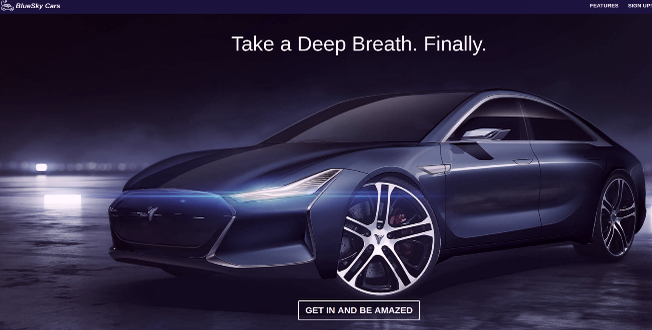 BlueSky Cars
FEATURES
SIGN UP
Take a Deep Breath. Finally.
GET IN AND BE AMAZED